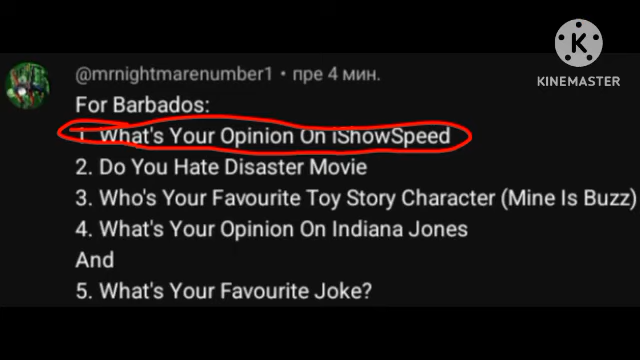 K
KINEMASTER
@mrnightmarenumber1 • пре 4 мин.
For Barbados:
1. What's Your Opinion On iShowSpeed
2. Do You Hate Disaster Movie
3. Who's Your Favourite Toy Story Character (Mine Is Buzz)
4. What's Your Opinion On Indiana Jones
And
5. What's Your Favourite Joke?